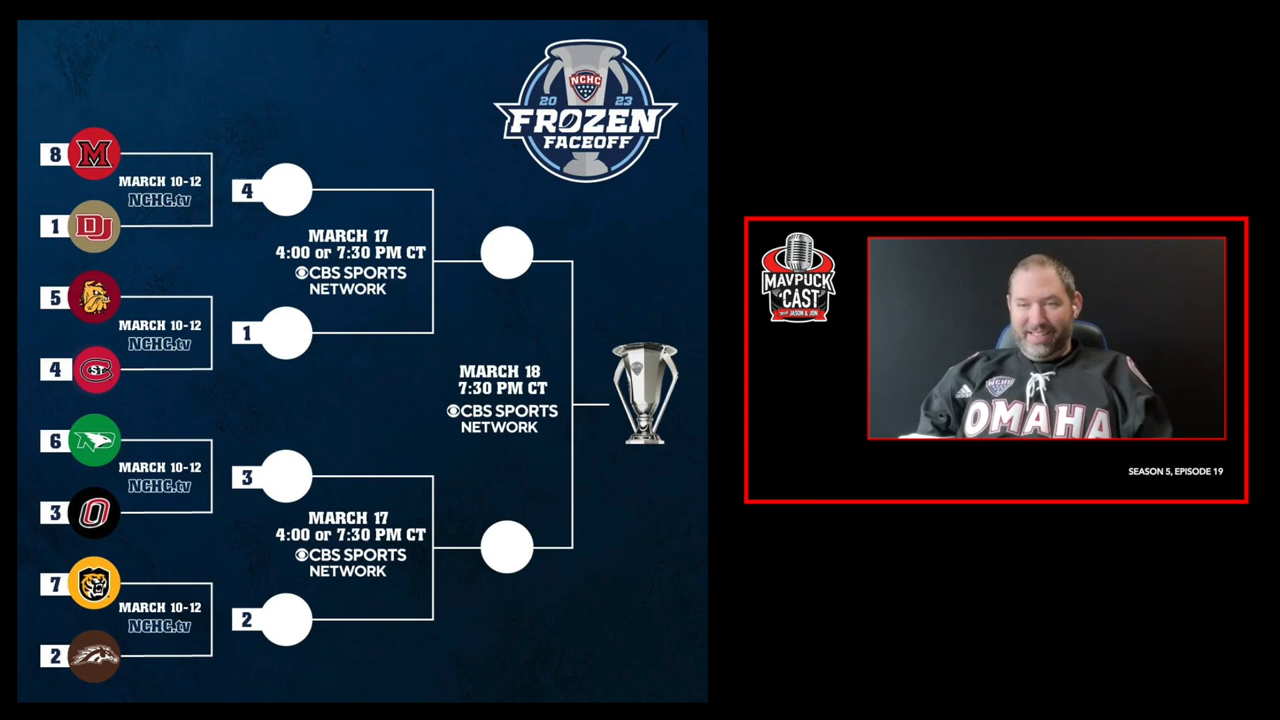 NCHC
20 23
FROZEN
FACEOFF
8 M
MARCH 10-12
NCHC.tv
1 DU
4
MARCH 17
4:00 or 7:30 PM CT
CBS SPORTS
NETWORK
5
MARCH 10-12
NCHC.tv
4 STC
1
MARCH 18
7:30 PM CT
CBS SPORTS
NETWORK
6 N
MARCH 10-12
NCHC.tv
3 O
3
MARCH 17
4:00 or 7:30 PM CT
CBS SPORTS
NETWORK
7
MARCH 10-12
NCHC.tv
2
2
MAVPUCK
'CAST
WITH JASON & JON
adidas
NCHC
OMAHA
SEASON 5, EPISODE 19